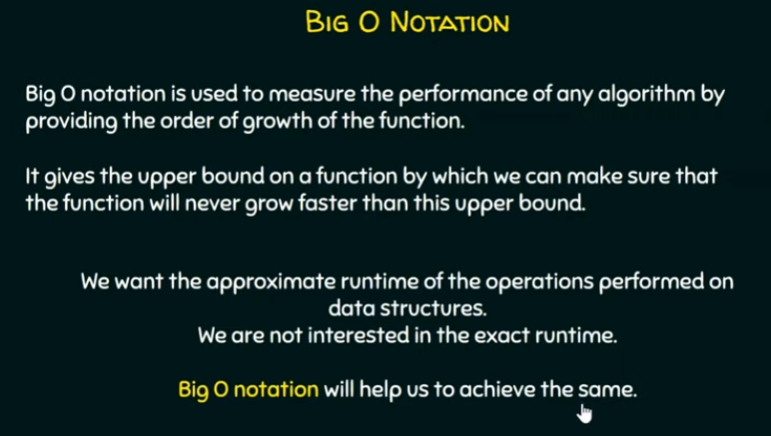 BIG O NOTATION
Big O notation is used to measure the performance of any algorithm by
providing the order of growth of the function.
It gives the upper bound on a function by which we can make sure that
the function will never grow faster than this upper bound.
We want the approximate runtime of the operations performed on
data structures.
We are not interested in the exact runtime.
Big O notation will help us to achieve the same.